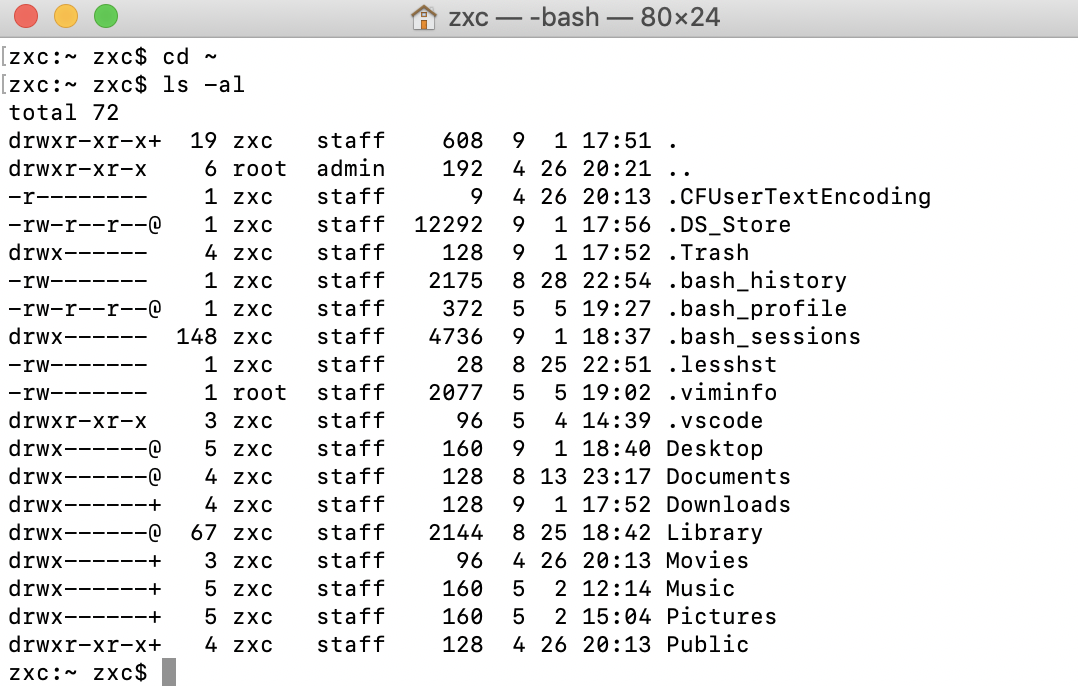 zxc — -bash — 80×24
zxc:~ zxc$ cd ~
zxc:~ zxc$ ls -al
total 72
drwxr-xr-x+  19 zxc   staff    608  9  1 17:51 .
drwxr-xr-x    6 root  admin    192  4 26 20:21 ..
-r--------    1 zxc   staff      9  4 26 20:13 .CFUserTextEncoding
-rw-r--r--@   1 zxc   staff  12292  9  1 17:56 .DS_Store
drwx------    4 zxc   staff    128  9  1 17:52 .Trash
-rw-------    1 zxc   staff   2175  8 28 22:54 .bash_history
-rw-r--r--@   1 zxc   staff    372  5  5 19:27 .bash_profile
drwx------  148 zxc   staff   4736  9  1 18:37 .bash_sessions
-rw-------    1 zxc   staff     28  8 25 22:51 .lesshst
-rw-------    1 root  staff   2077  5  5 19:02 .viminfo
drwxr-xr-x    3 zxc   staff     96  5  4 14:39 .vscode
drwx------@   5 zxc   staff    160  9  1 18:40 Desktop
drwx------@   4 zxc   staff    128  8 13 23:17 Documents
drwx------+   4 zxc   staff    128  9  1 17:52 Downloads
drwx------@  67 zxc   staff   2144  8 25 18:42 Library
drwx------+   3 zxc   staff     96  4 26 20:13 Movies
drwx------+   5 zxc   staff    160  5  2 12:14 Music
drwx------+   5 zxc   staff    160  5  2 15:04 Pictures
drwxr-xr-x+   4 zxc   staff    128  4 26 20:13 Public
zxc:~ zxc$